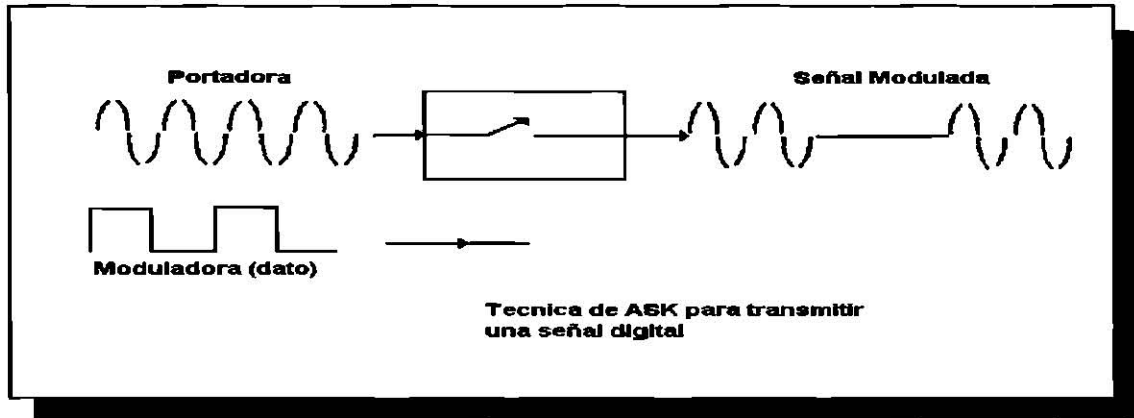 Portadora
Señal Modulada
Moduladora (dato)
Tecnica de ASK para transmitir
una señal digital